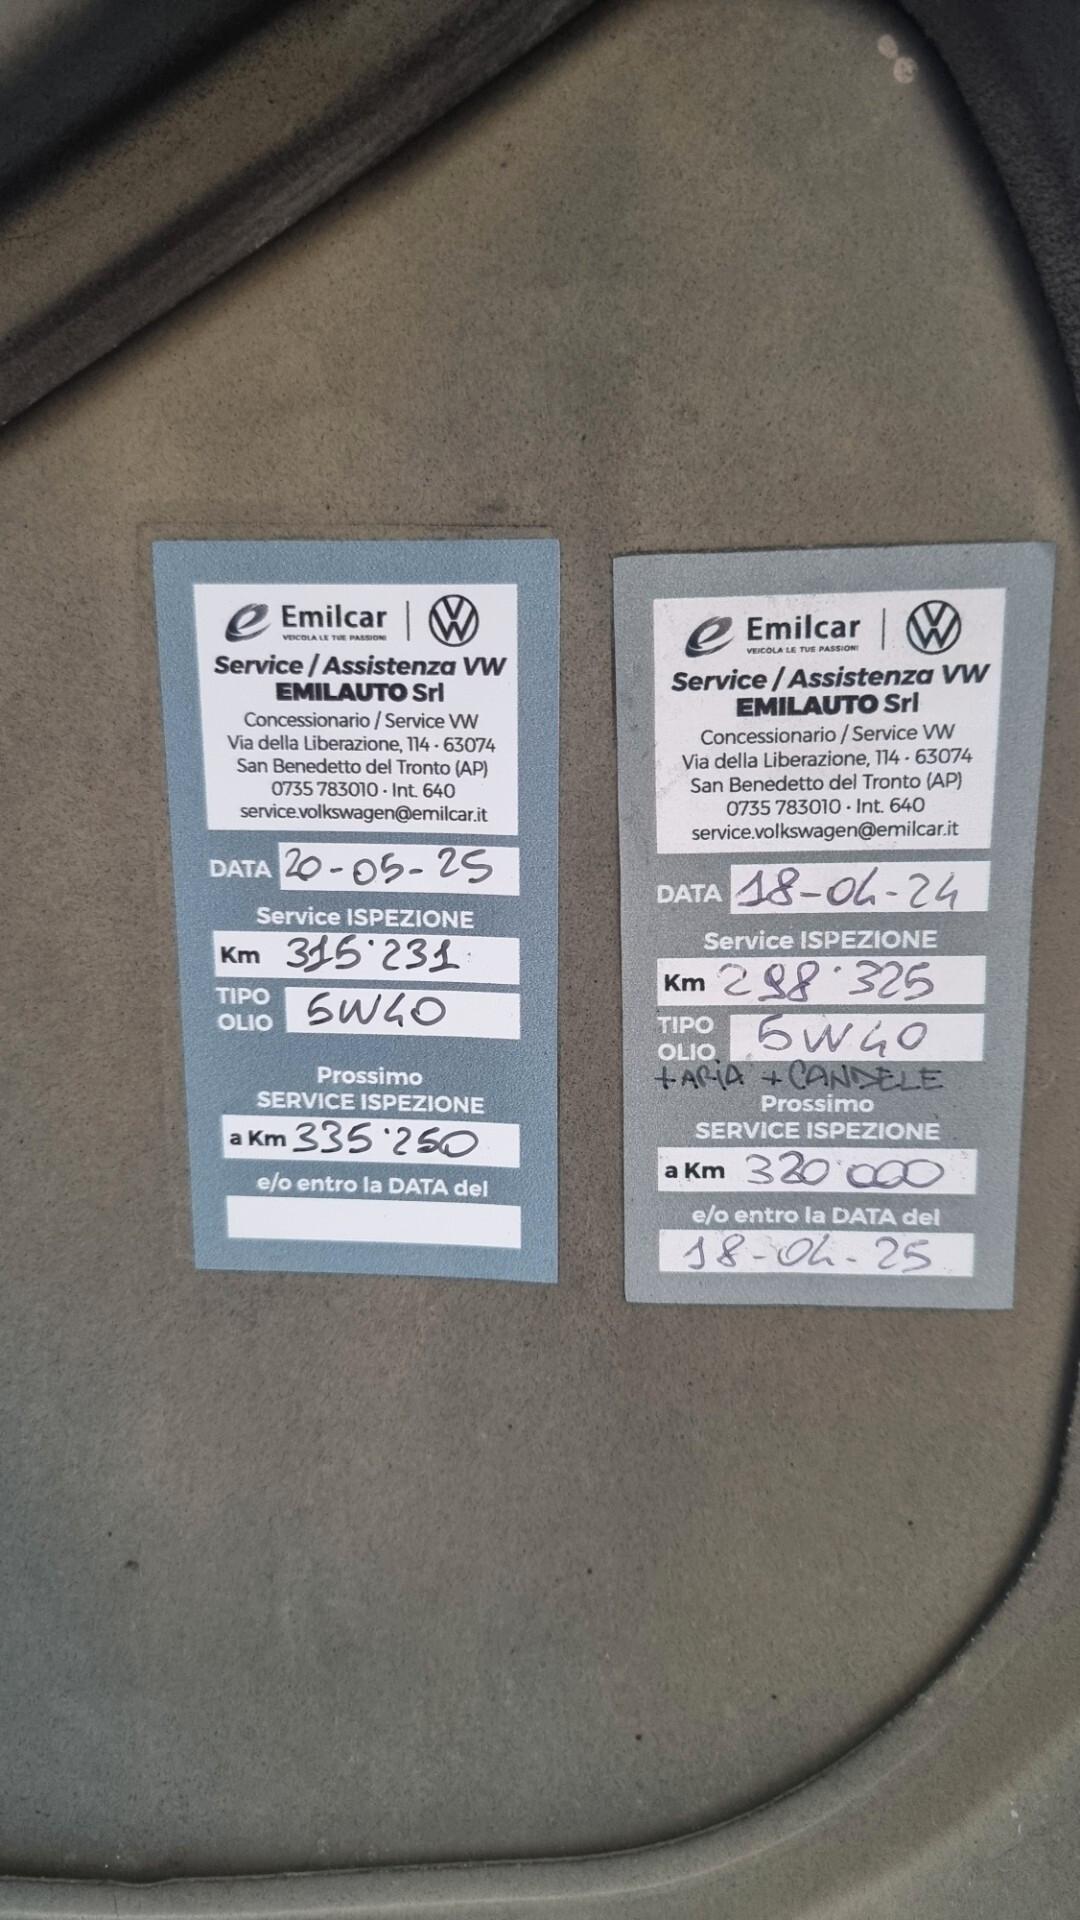 Emilcar
VEICOLA LE TUE PASSIONI
Service / Assistenza VW
EMILAUTO Srl
Concessionario / Service VW
Via della Liberazione, 114 · 63074
San Benedetto del Tronto (AP)
0735 783010 · Int. 640
service.volkswagen@emilcar.it
DATA 20-05-25
Service ISPEZIONE
Km 315'231
TIPO OLIO 5W40
Prossimo
SERVICE ISPEZIONE
a Km 335'250
e/o entro la DATA del
Emilcar
VEICOLA LE TUE PASSIONI
Service / Assistenza VW
EMILAUTO Srl
Concessionario / Service VW
Via della Liberazione, 114 · 63074
San Benedetto del Tronto (AP)
0735 783010 · Int. 640
service.volkswagen@emilcar.it
DATA 18-04-24
Service ISPEZIONE
Km 298'325
TIPO OLIO 5W40
+ARIA +CANDELE
Prossimo
SERVICE ISPEZIONE
a Km 320'000
e/o entro la DATA del
18-04-25